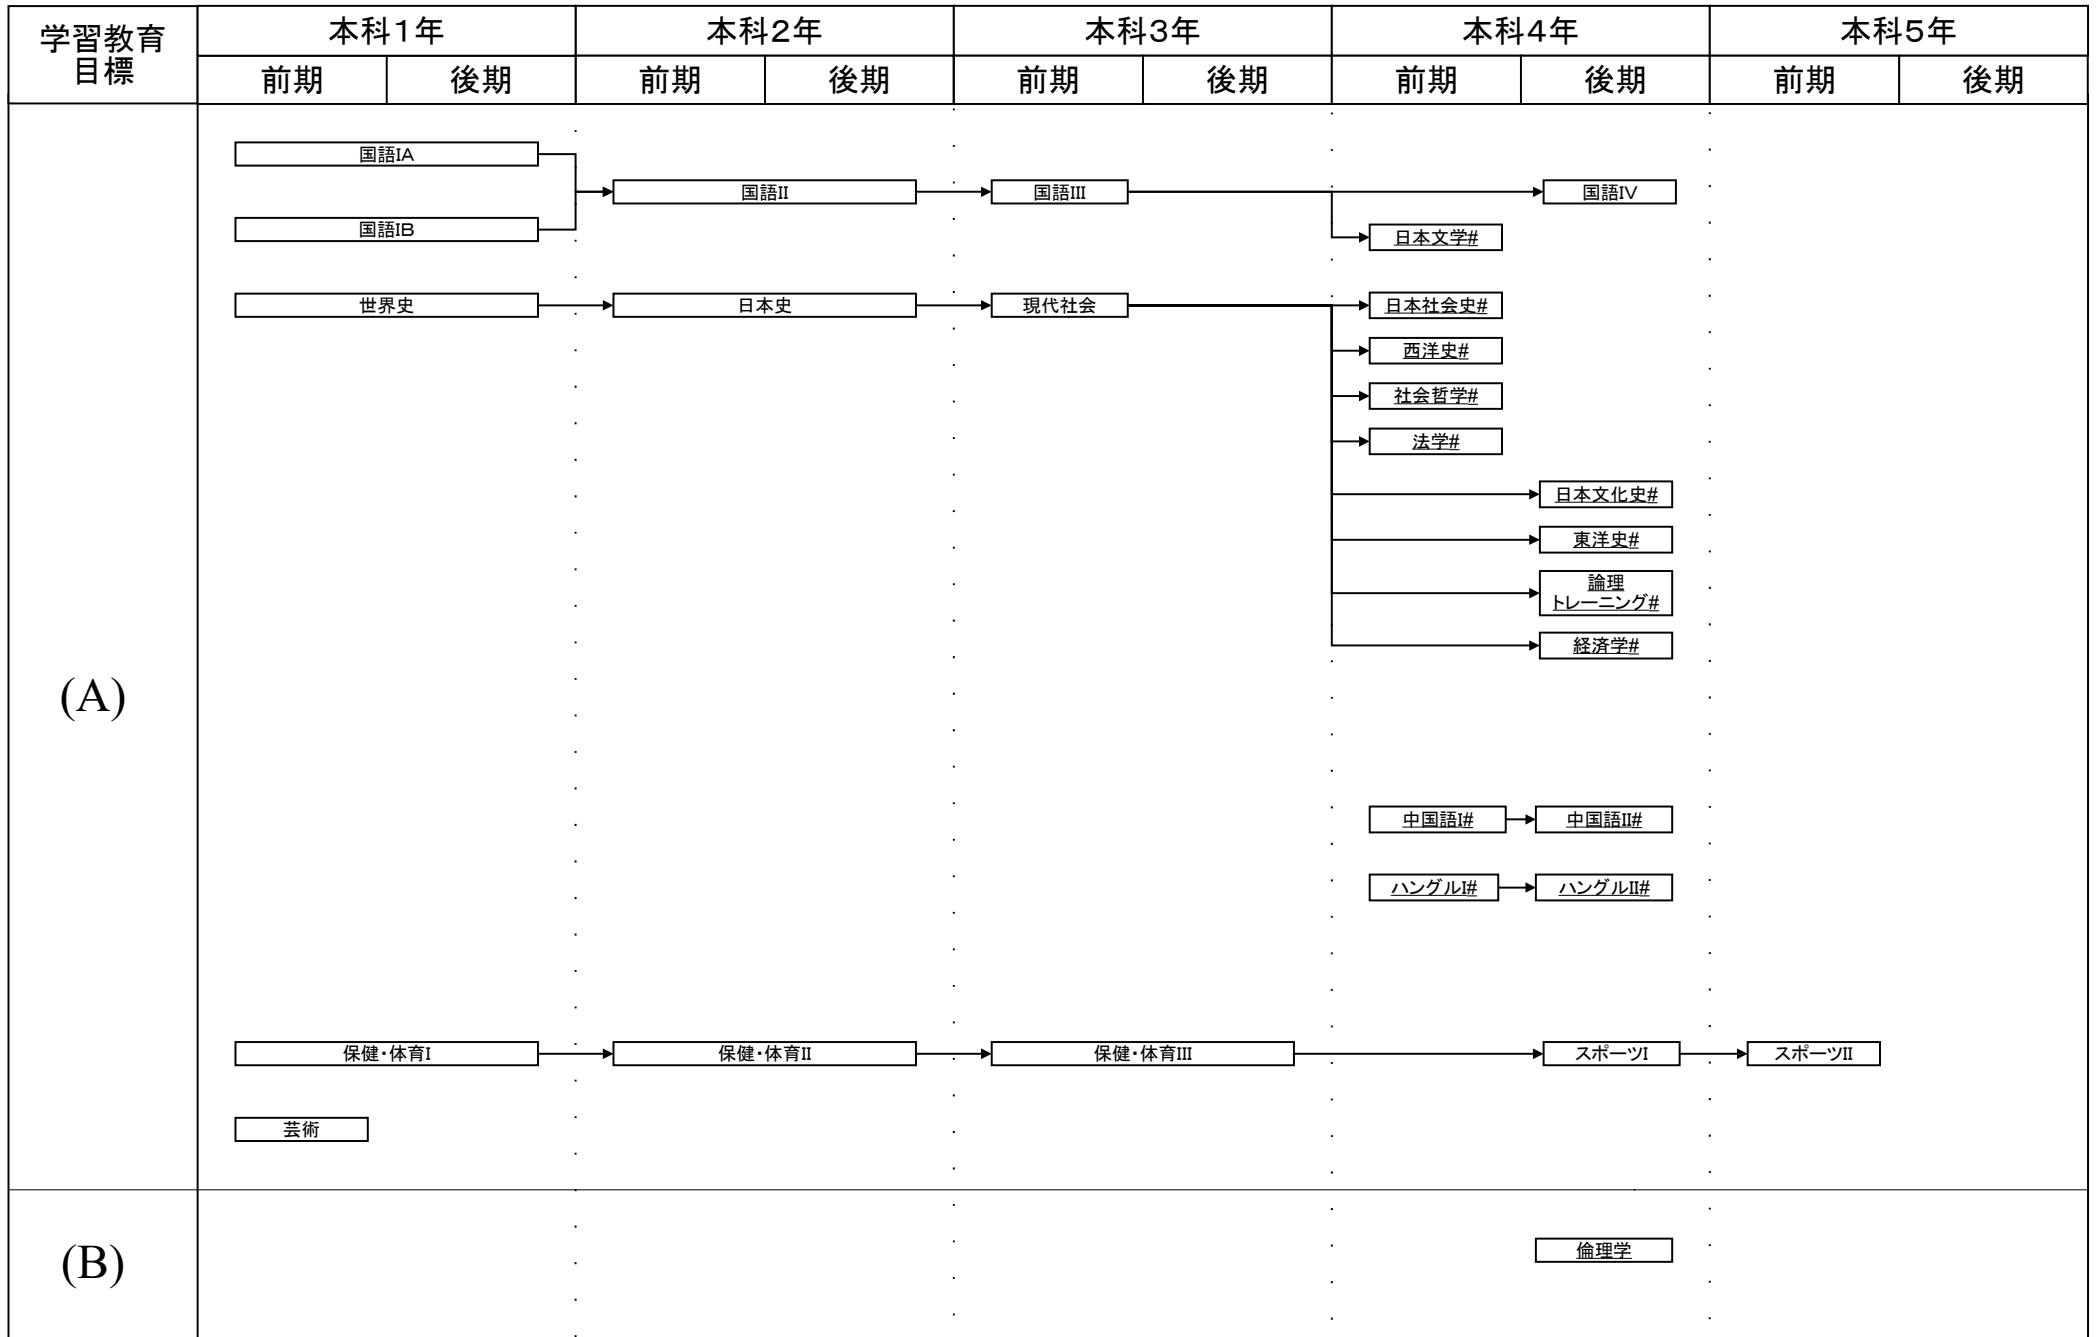 学習教育
目標
本科1年
本科2年
本科3年
本科4年
本科5年
前期
後期
前期
後期
前期
後期
前期
後期
前期
後期
(A)
国語IA
国語IB
国語II
国語III
国語IV
日本文学#
世界史
日本史
現代社会
日本社会史#
西洋史#
社会哲学#
法学#
日本文化史#
東洋史#
論理
トレーニング#
経済学#
中国語I#
中国語II#
ハングルI#
ハングルII#
保健・体育I
保健・体育II
保健・体育III
スポーツI
スポーツII
芸術
(B)
倫理学